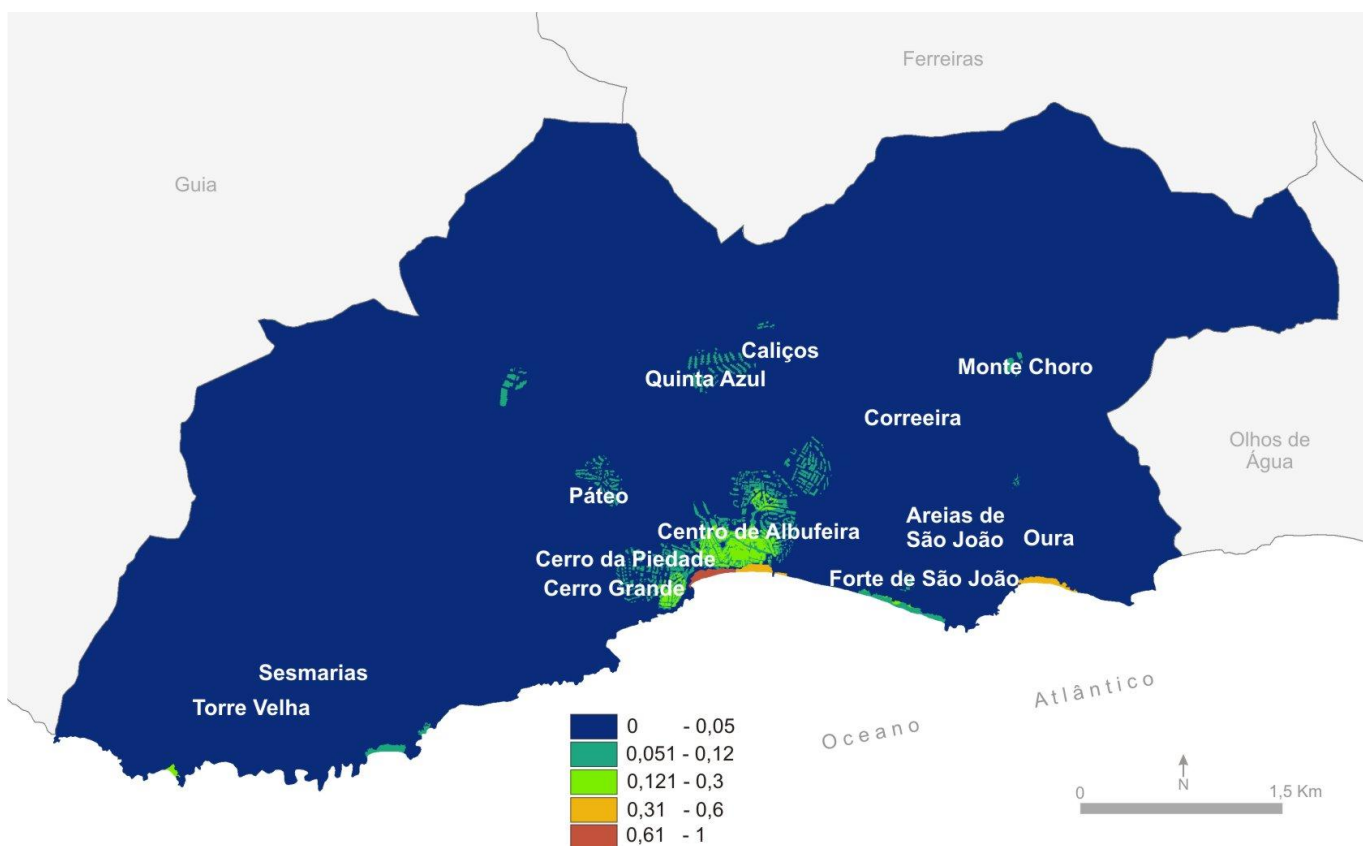 Ferreiras
Guia
Caliços
Quinta Azul
Monte Choro
Correeira
Olhos de
Água
Páteo
Centro de Albufeira
Areias de
São João
Oura
Cerro da Piedade
Cerro Grande
Forte de São João
Sesmarias
Torre Velha
Oceano
Atlântico
0 - 0,05
0,051 - 0,12
0,121 - 0,3
0,31 - 0,6
0,61 - 1
N
0 1,5 Km